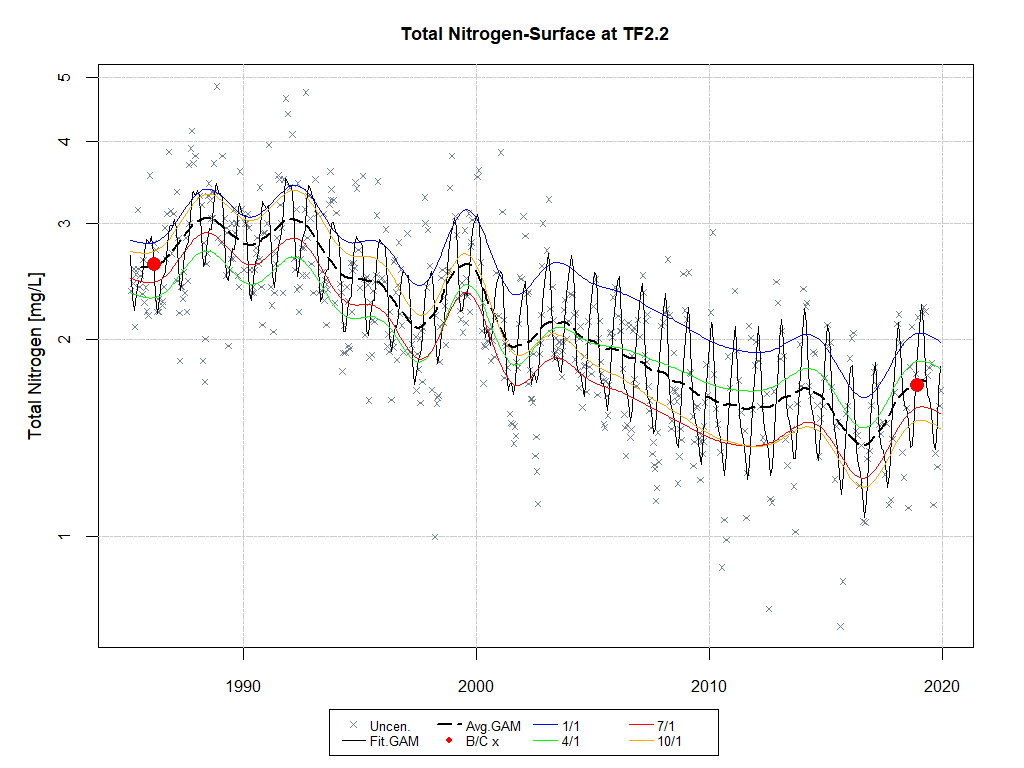 Total Nitrogen-Surface at TF2.2
Total Nitrogen [mg/L]
5
4
3
2
1
1990 2000 2010 2020
Uncen. Avg.GAM 1/1 7/1
Fit.GAM B/C x 4/1 10/1